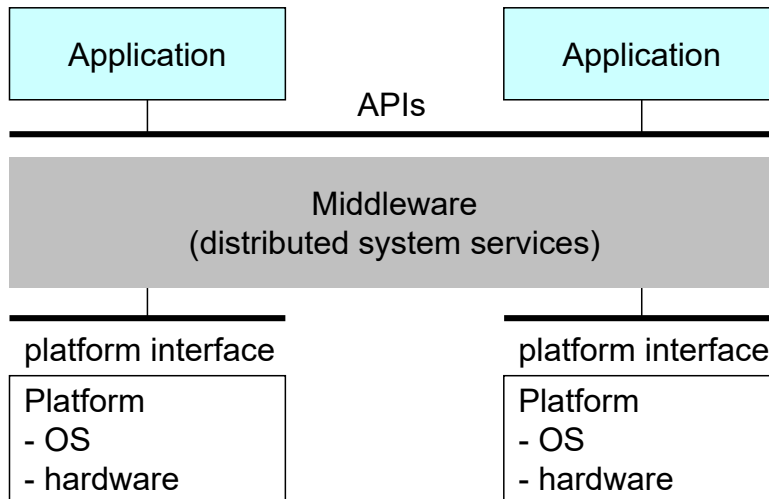 Application
Application
APIs
Middleware
(distributed system services)
platform interface
platform interface
Platform
- OS
- hardware
Platform
- OS
- hardware